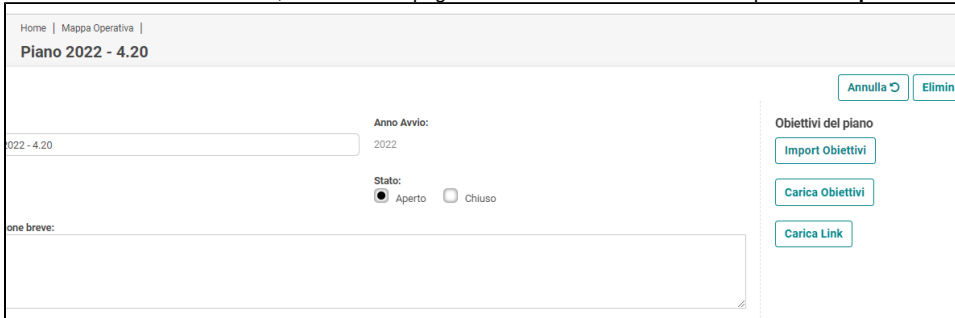 Home | Mappa Operativa |
Piano 2022 - 4.20
Annulla
Elimin
Anno Avvio:
2022 - 4.20
2022
Stato:
Aperto Chiuso
one breve:
Obiettivi del piano
Import Obiettivi
Carica Obiettivi
Carica Link